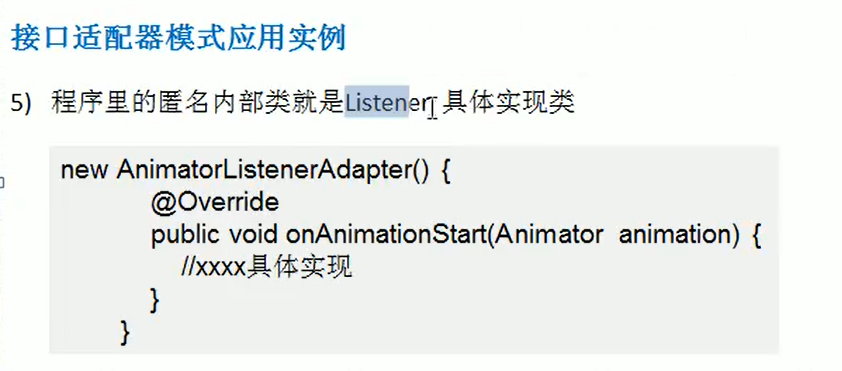 接口适配器模式应用实例
5) 程序里的匿名内部类就是Listener 具体实现类
new AnimatorListenerAdapter() {
@Override
public void onAnimationStart(Animator animation) {
//xxxx具体实现
}
}